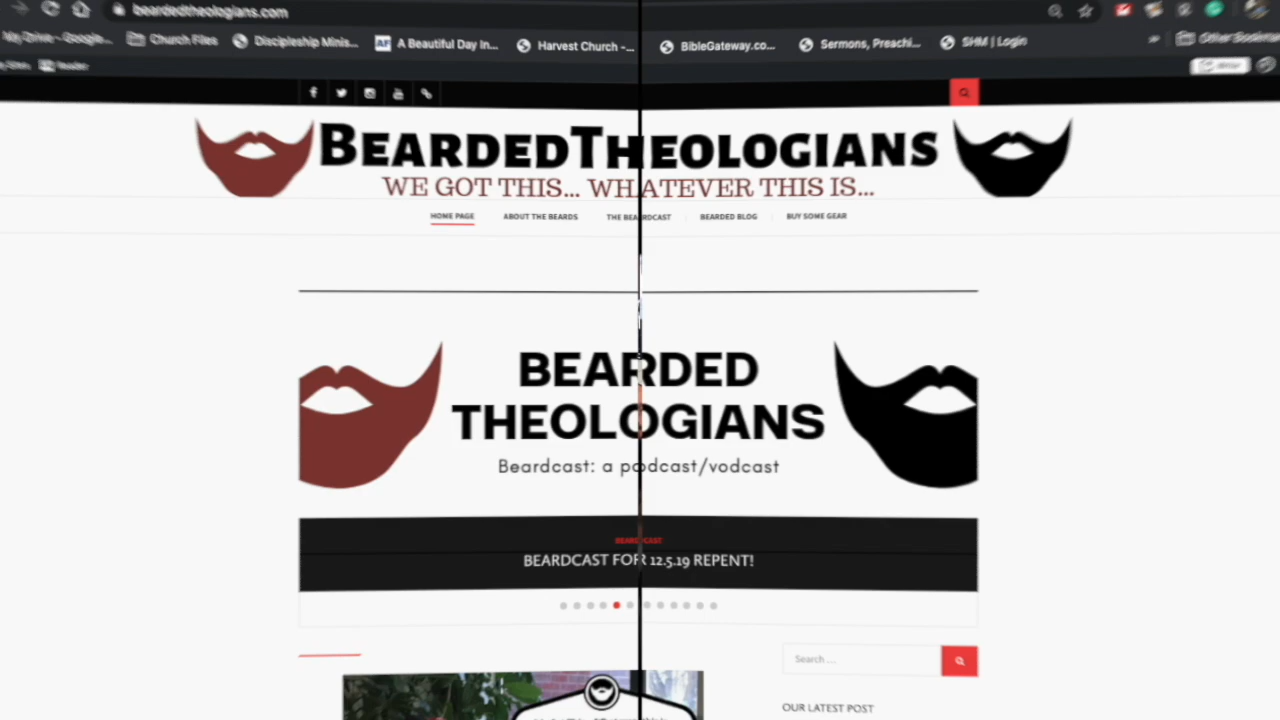 beardedtheologians.com
My Drive - Google... Church Files Discipleship Minis... A Beautiful Day In... Harvest Church -... BibleGateway.co... Sermons, Preachi... SHM | Login Other Bookmar
BEARDEDTHEOLOGIANS
WE GOT THIS... WHATEVER THIS IS...
HOME PAGE ABOUT THE BEARDS THE BEARDCAST BEARDED BLOG BUY SOME GEAR
BEARDED
THEOLOGIANS
Beardcast: a podcast/vodcast
BEARDCAST
BEARDCAST FOR 12.5.19 REPENT!
Search ...
OUR LATEST POST